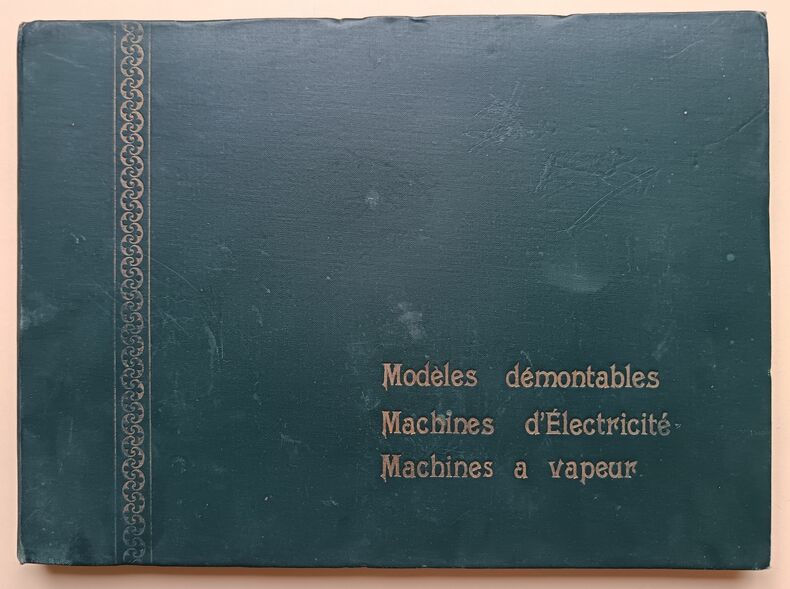 Modèles démontables
Machines d'Électricité
Machines a vapeur